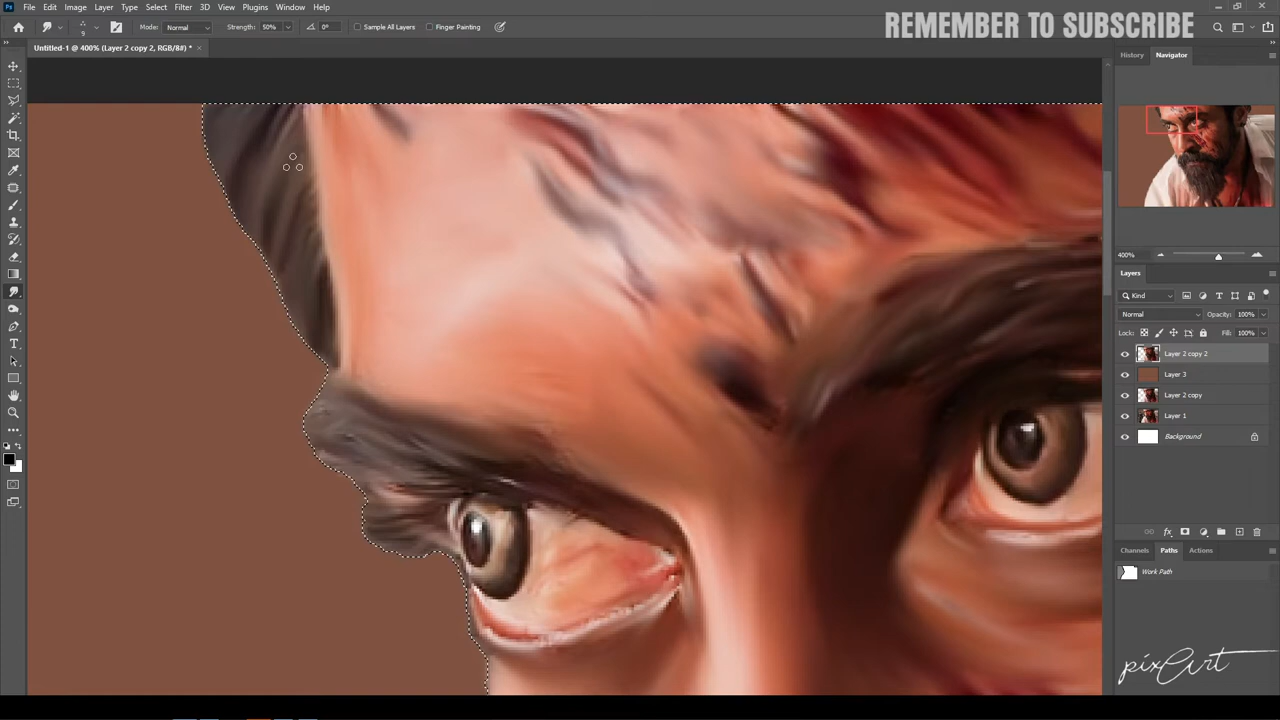 File Edit Image Layer Type Select Filter 3D View Plugins Window Help
REMEMBER TO SUBSCRIBE
9 Mode: Normal Strength: 50% 0° Sample All Layers Finger Painting
Untitled-1 @ 400% (Layer 2 copy 2, RGB/8#) * ×
History Navigator
400%
Layers
Kind
Normal Opacity: 100%
Lock: Fill: 100%
Layer 2 copy 2
Layer 3
Layer 2 copy
Layer 1
Background
fx
Channels Paths Actions
Work Path
pixArt